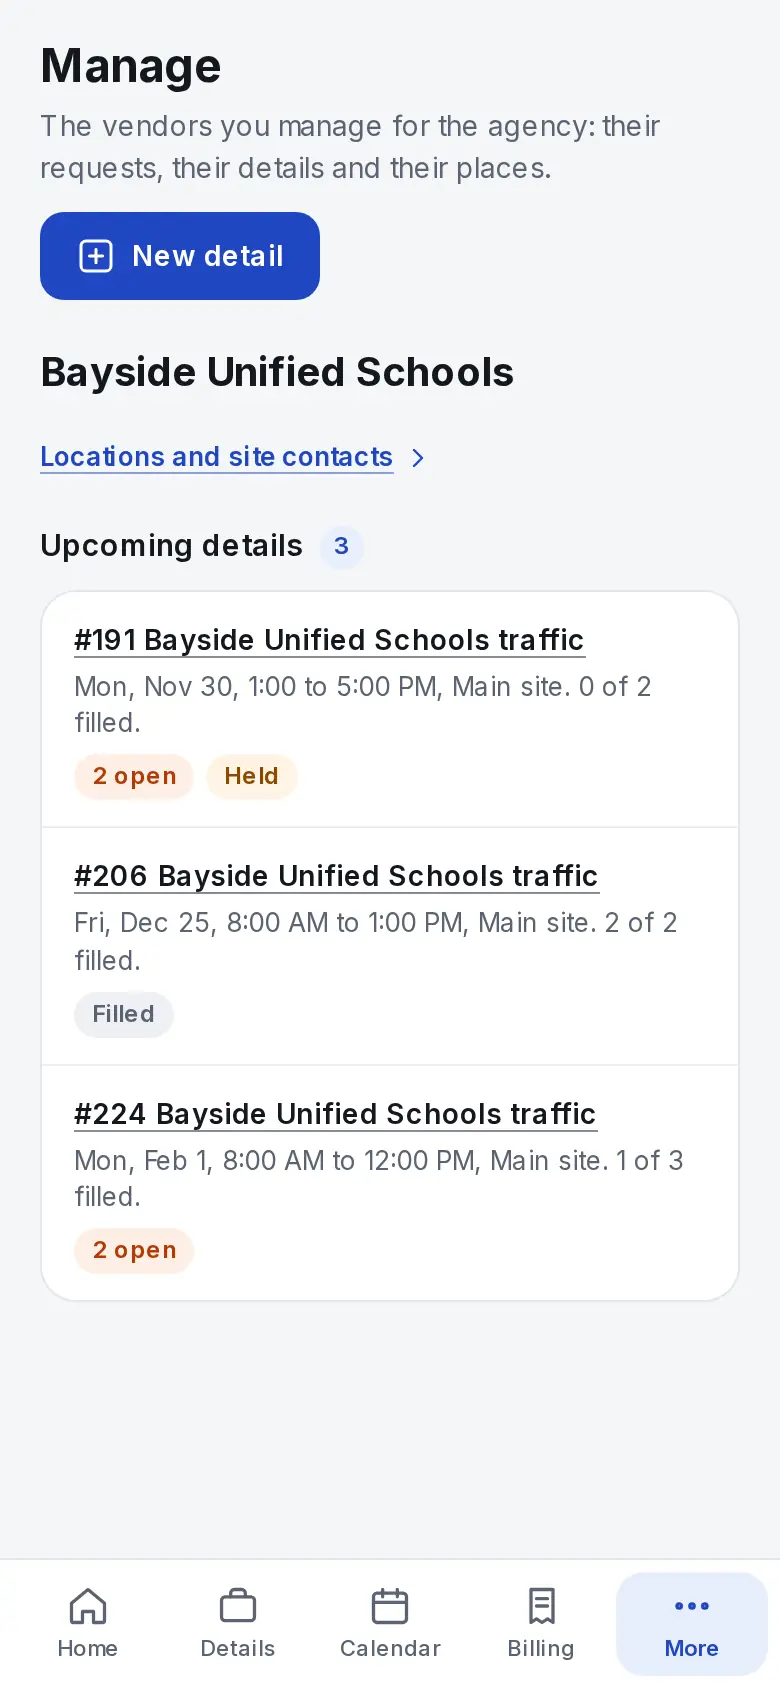 Manage
The vendors you manage for the agency: their
requests, their details and their places.
New detail
Bayside Unified Schools
Locations and site contacts
Upcoming details 3
#191 Bayside Unified Schools traffic
Mon, Nov 30, 1:00 to 5:00 PM, Main site. 0 of 2
filled.
2 open Held
#206 Bayside Unified Schools traffic
Fri, Dec 25, 8:00 AM to 1:00 PM, Main site. 2 of 2
filled.
Filled
#224 Bayside Unified Schools traffic
Mon, Feb 1, 8:00 AM to 12:00 PM, Main site. 1 of 3
filled.
2 open
Home Details Calendar Billing More